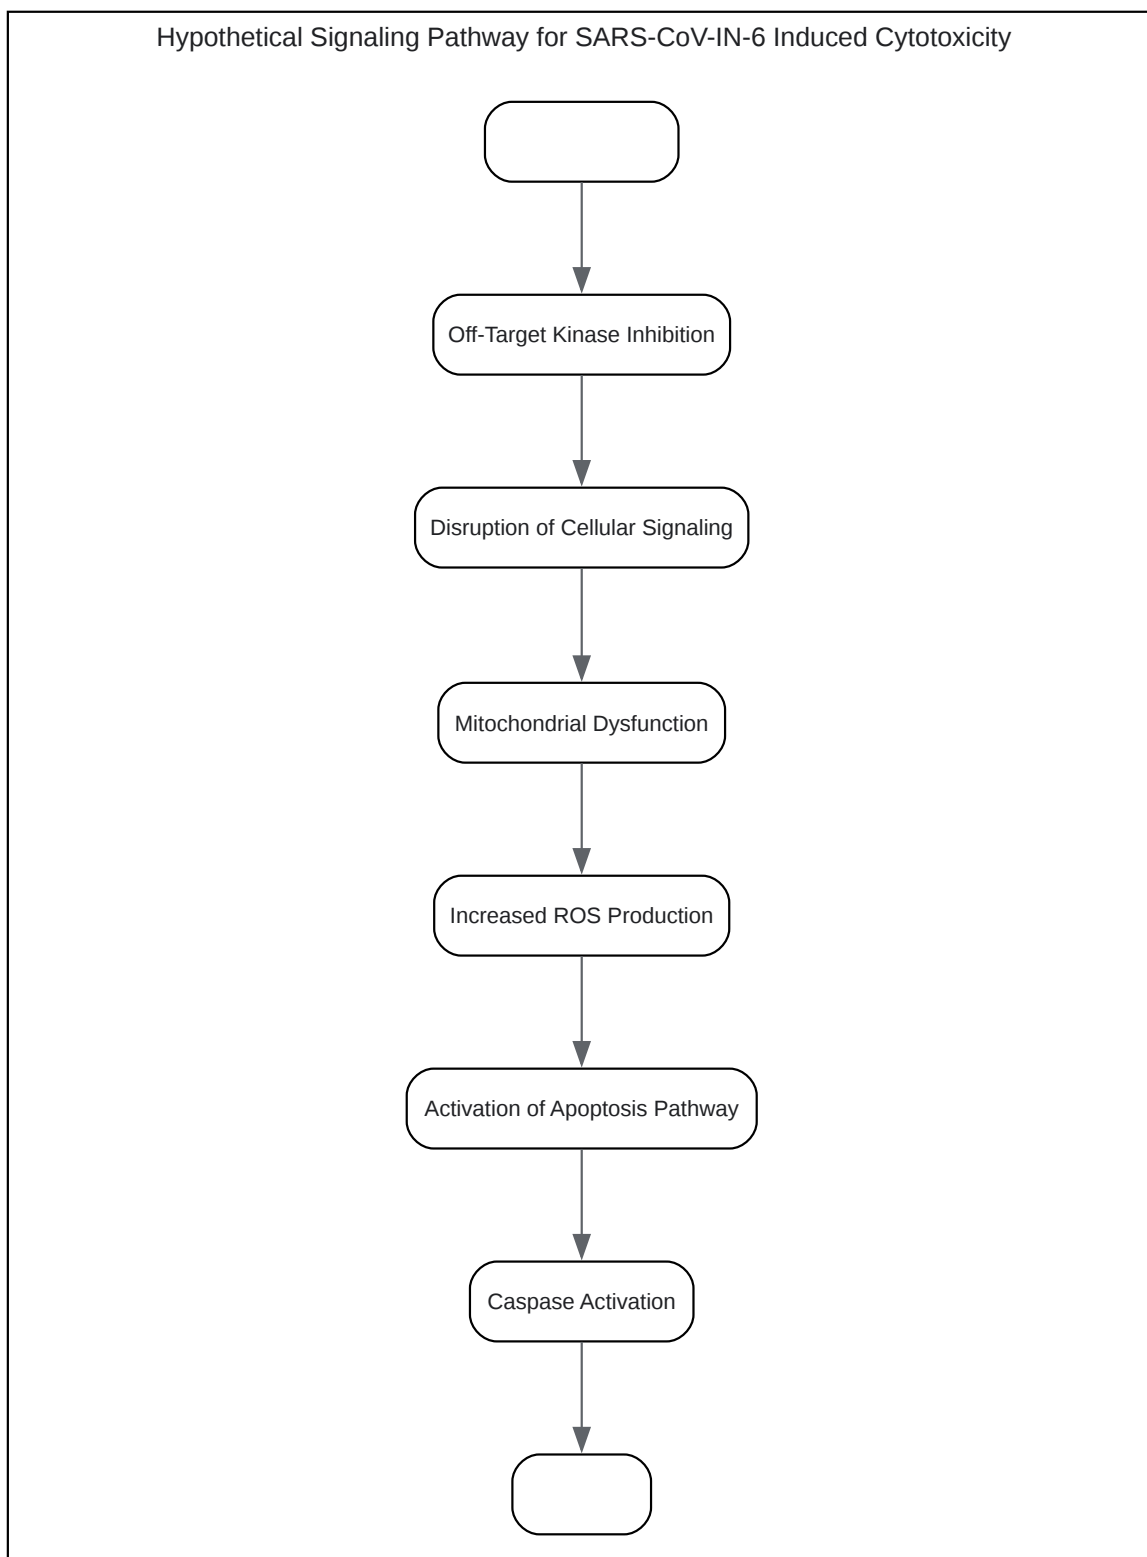 Hypothetical Signaling Pathway for SARS-CoV-IN-6 Induced Cytotoxicity
Off-Target Kinase Inhibition
Disruption of Cellular Signaling
Mitochondrial Dysfunction
Increased ROS Production
Activation of Apoptosis Pathway
Caspase Activation